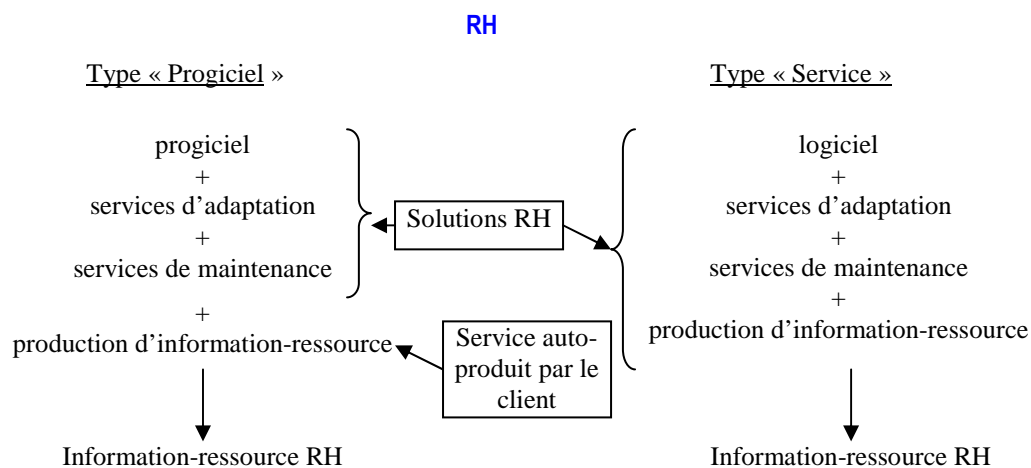 RH
Type « Progiciel »
progiciel
+
services d'adaptation
+
services de maintenance
+
production d'information-ressource
Information-ressource RH
Solutions RH
Service auto-
produit par le
client
Type « Service »
logiciel
+
services d'adaptation
+
services de maintenance
+
production d'information-ressource
Information-ressource RH